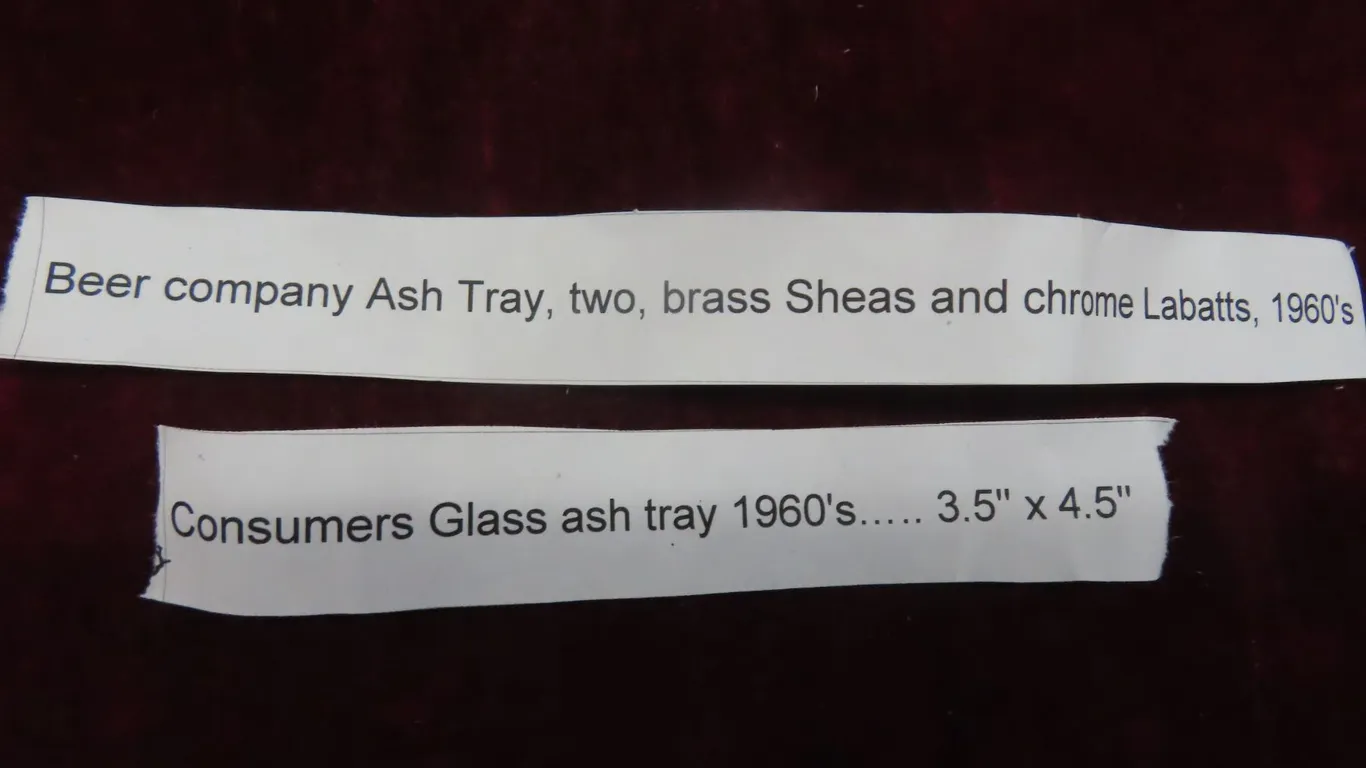 Beer company Ash Tray, two, brass Sheas and chrome Labatts, 1960's
Consumers Glass ash tray 1960's..... 3.5" x 4.5"